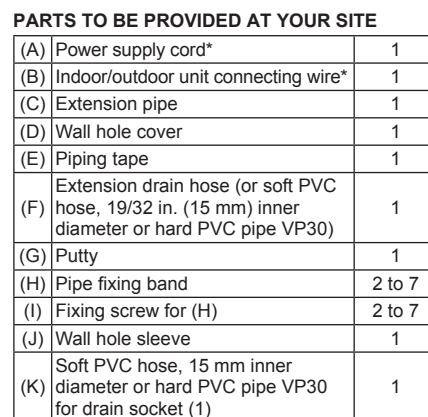 PARTS TO BE PROVIDED AT YOUR SITE
(A) Power supply cord* 1
(B) Indoor/outdoor unit connecting wire* 1
(C) Extension pipe 1
(D) Wall hole cover 1
(E) Piping tape 1
(F) Extension drain hose (or soft PVC
hose, 19/32 in. (15 mm) inner
diameter or hard PVC pipe VP30) 1
(G) Putty 1
(H) Pipe fixing band 2 to 7
(I) Fixing screw for (H) 2 to 7
(J) Wall hole sleeve 1
(K) Soft PVC hose, 15 mm inner
diameter or hard PVC pipe VP30
for drain socket (1) 1